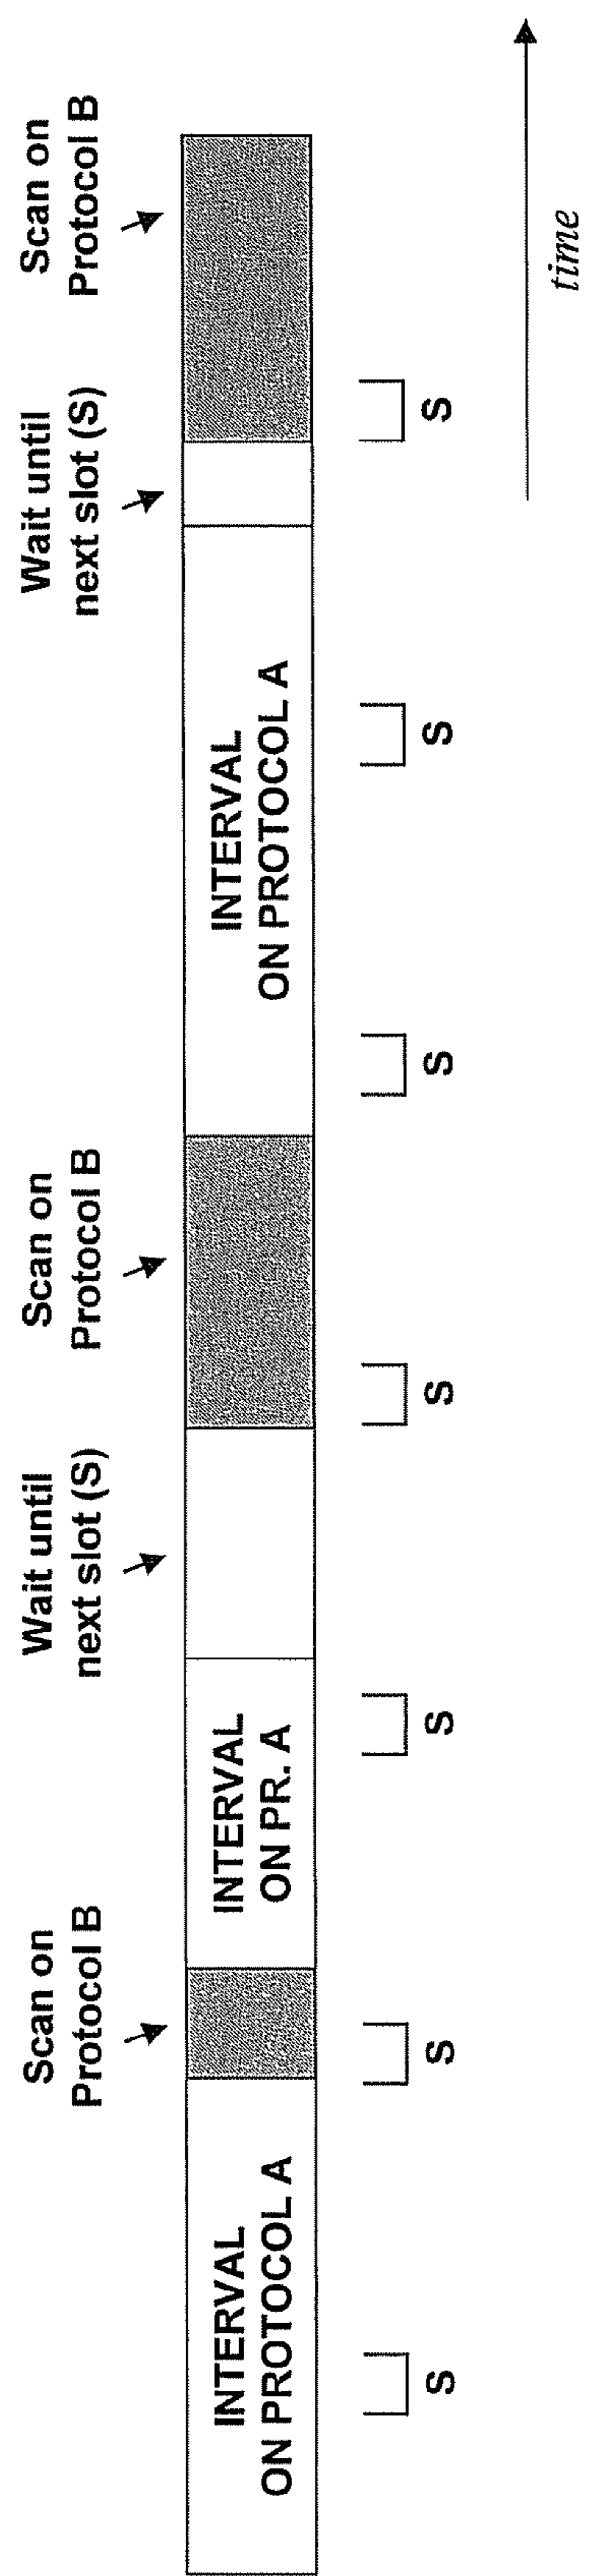 Scan on
Protocol B
Wait until
next slot (S)
Scan on
Protocol B
Wait until
next slot (S)
Scan on
Protocol B
INTERVAL
ON PROTOCOL A
INTERVAL
ON PR. A
INTERVAL
ON PROTOCOL A
S
S
S
S
S
S
S
time